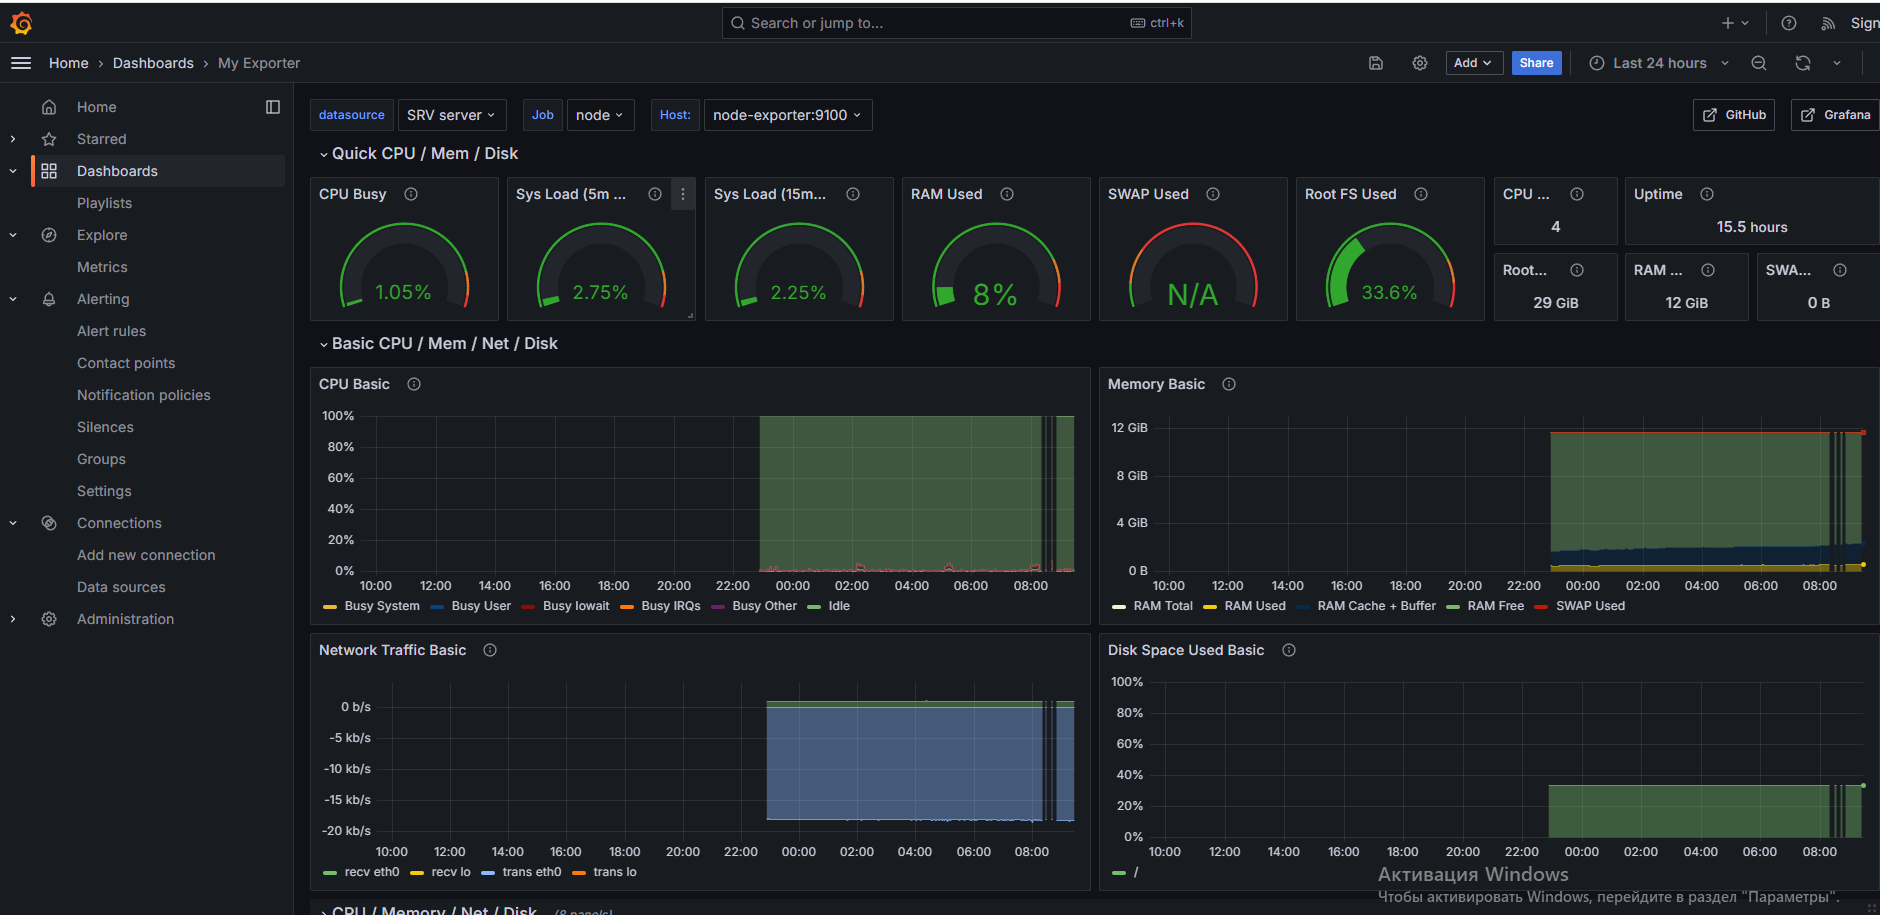 Search or jump to...
ctrl+k
Sign
Home › Dashboards › My Exporter
Add
Share
Last 24 hours
Home
Starred
Dashboards
Playlists
Explore
Metrics
Alerting
Alert rules
Contact points
Notification policies
Silences
Groups
Settings
Connections
Add new connection
Data sources
Administration
datasource SRV server Job node Host: node-exporter:9100
GitHub
Grafana
Quick CPU / Mem / Disk
CPU Busy
1.05%
Sys Load (5m ...
2.75%
Sys Load (15m...
2.25%
RAM Used
8%
SWAP Used
N/A
Root FS Used
33.6%
CPU ...
4
Uptime
15.5 hours
Root...
29 GiB
RAM ...
12 GiB
SWA...
0 B
Basic CPU / Mem / Net / Disk
CPU Basic
100%
80%
60%
40%
20%
0%
10:00 12:00 14:00 16:00 18:00 20:00 22:00 00:00 02:00 04:00 06:00 08:00
Busy System Busy User Busy Iowait Busy IRQs Busy Other Idle
Memory Basic
12 GiB
8 GiB
4 GiB
0 B
10:00 12:00 14:00 16:00 18:00 20:00 22:00 00:00 02:00 04:00 06:00 08:00
RAM Total RAM Used RAM Cache + Buffer RAM Free SWAP Used
Network Traffic Basic
0 b/s
-5 kb/s
-10 kb/s
-15 kb/s
-20 kb/s
10:00 12:00 14:00 16:00 18:00 20:00 22:00 00:00 02:00 04:00 06:00 08:00
recv eth0 recv lo trans eth0 trans lo
Disk Space Used Basic
100%
80%
60%
40%
20%
0%
10:00 12:00 14:00 16:00 18:00 20:00 22:00 00:00 02:00 04:00 06:00 08:00
/
Активация Windows
Чтобы активировать Windows, перейдите в раздел "Параметры".
CPU / Memory / Net / Disk (8 panels)